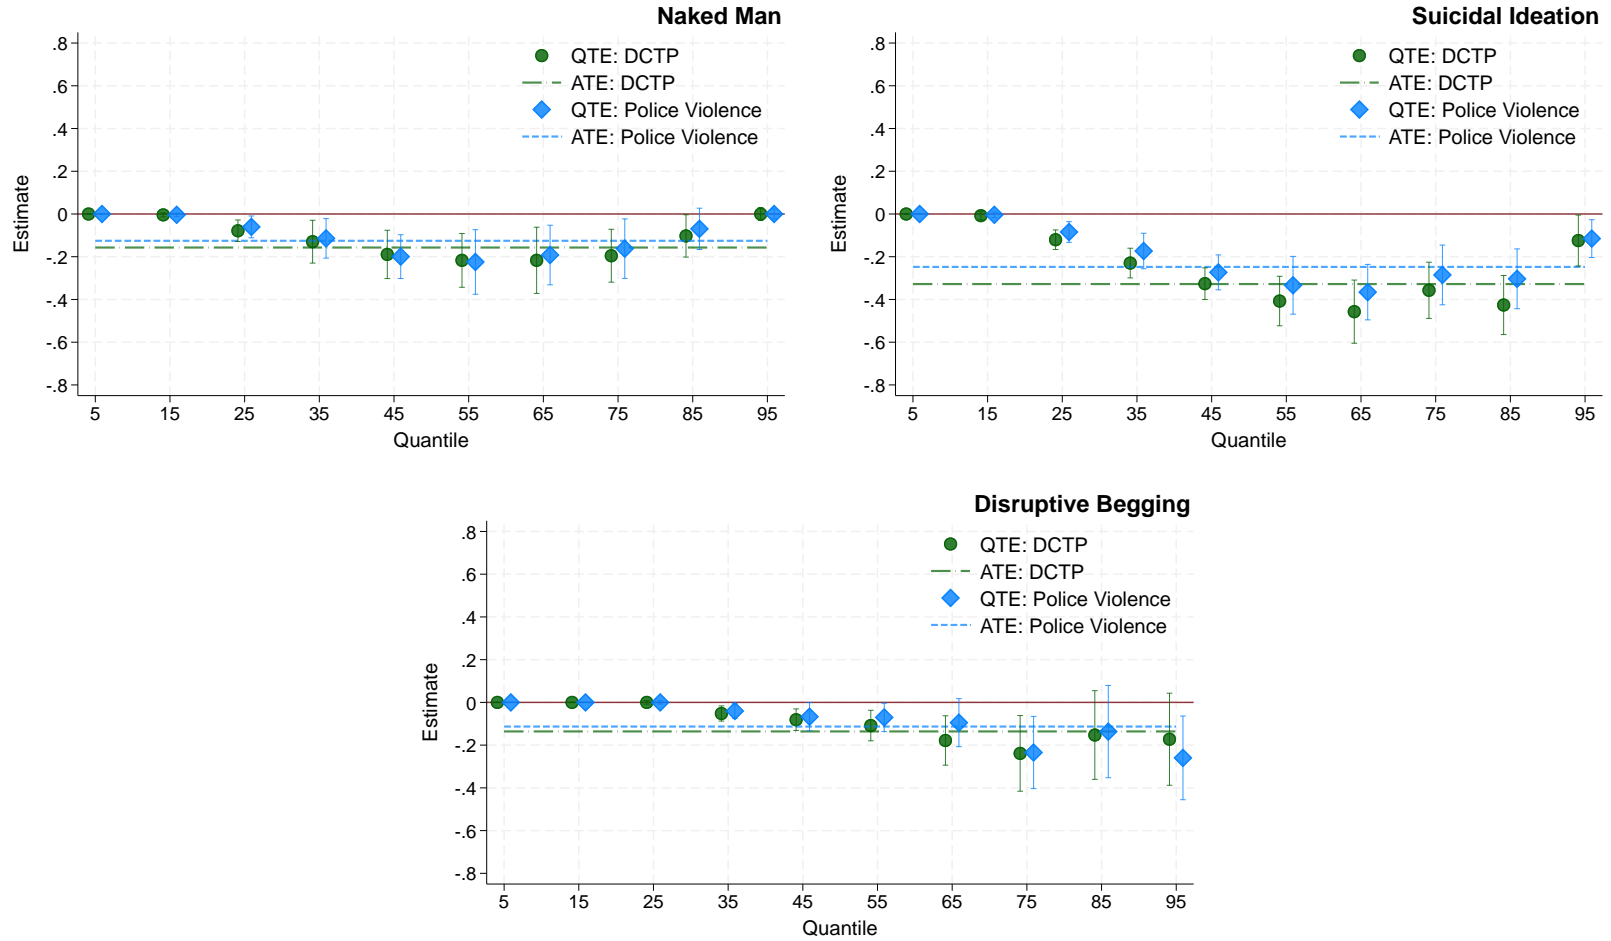 Naked Man
QTE: DCTP
ATE: DCTP
QTE: Police Violence
ATE: Police Violence
Estimate
.8
.6
.4
.2
0
-.2
-.4
-.6
-.8
5 15 25 35 45 55 65 75 85 95
Quantile
Suicidal Ideation
QTE: DCTP
ATE: DCTP
QTE: Police Violence
ATE: Police Violence
Estimate
.8
.6
.4
.2
0
-.2
-.4
-.6
-.8
5 15 25 35 45 55 65 75 85 95
Quantile
Disruptive Begging
QTE: DCTP
ATE: DCTP
QTE: Police Violence
ATE: Police Violence
Estimate
.8
.6
.4
.2
0
-.2
-.4
-.6
-.8
5 15 25 35 45 55 65 75 85 95
Quantile